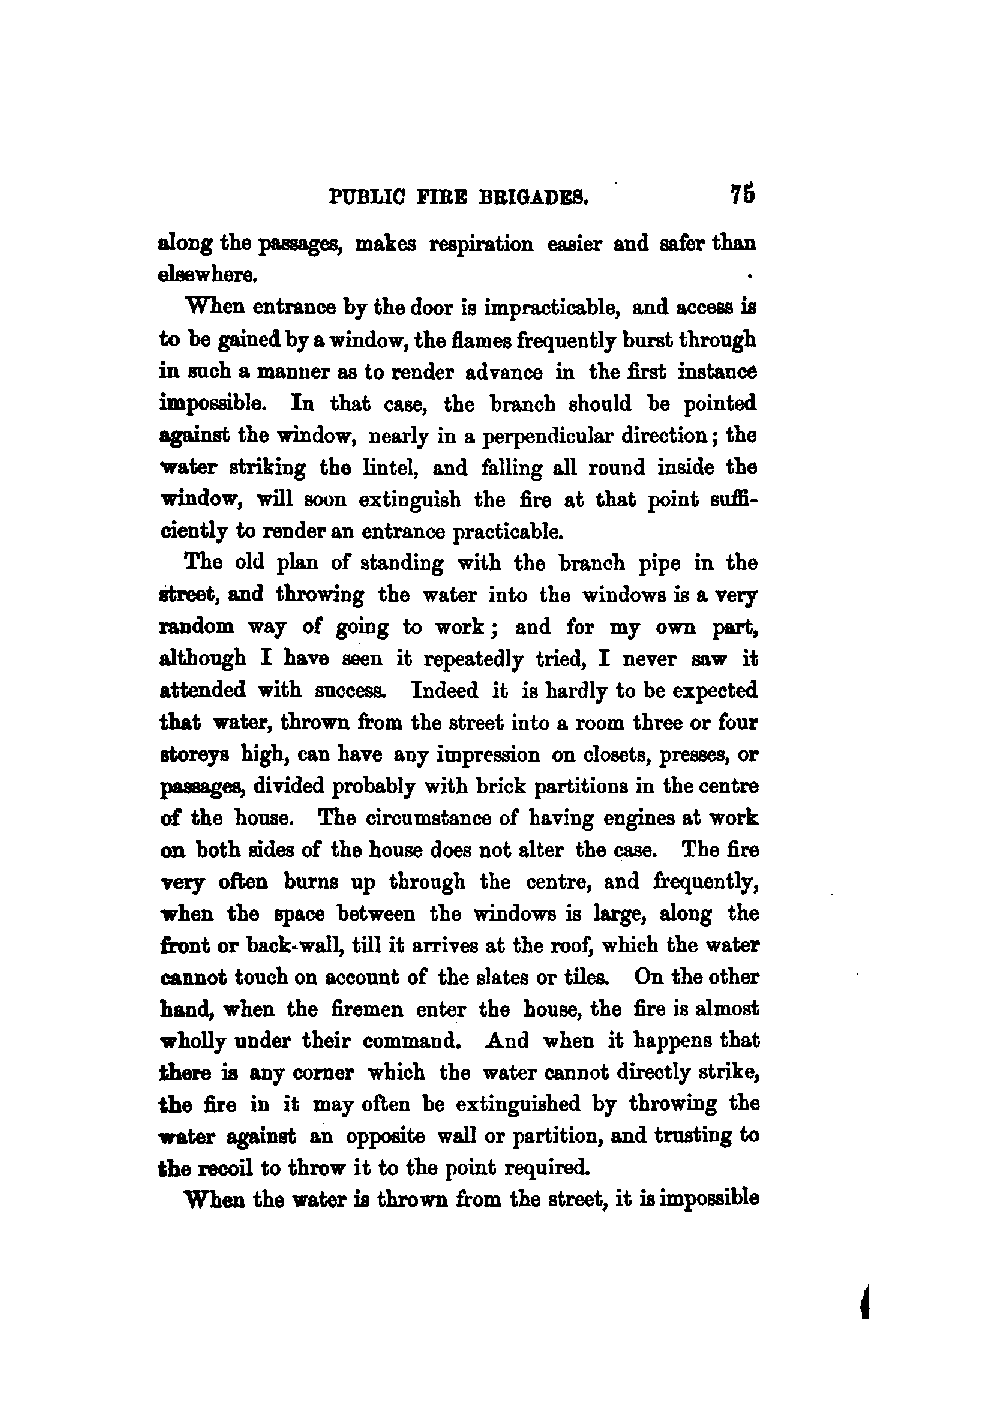 PUBLIC FIRE BRIGADES. 75
along the passages, makes respiration easier and safer than
elsewhere.
When entrance by the door is impracticable, and access is
to be gained by a window, the flames frequently burst through
in such a manner as to render advance in the first instance
impossible. In that case, the branch should be pointed
against the window, nearly in a perpendicular direction; the
water striking the lintel, and falling all round inside the
window, will soon extinguish the fire at that point suffi-
ciently to render an entrance practicable.
The old plan of standing with the branch pipe in the
street, and throwing the water into the windows is a very
random way of going to work; and for my own part,
although I have seen it repeatedly tried, I never saw it
attended with success. Indeed it is hardly to be expected
that water, thrown from the street into a room three or four
storeys high, can have any impression on closets, presses, or
passages, divided probably with brick partitions in the centre
of the house. The circumstance of having engines at work
on both sides of the house does not alter the case. The fire
very often burns up through the centre, and frequently,
when the space between the windows is large, along the
front or back-wall, till it arrives at the roof, which the water
cannot touch on account of the slates or tiles. On the other
hand, when the firemen enter the house, the fire is almost
wholly under their command. And when it happens that
there is any corner which the water cannot directly strike,
the fire in it may often be extinguished by throwing the
water against an opposite wall or partition, and trusting to
the recoil to throw it to the point required.
When the water is thrown from the street, it is impossible